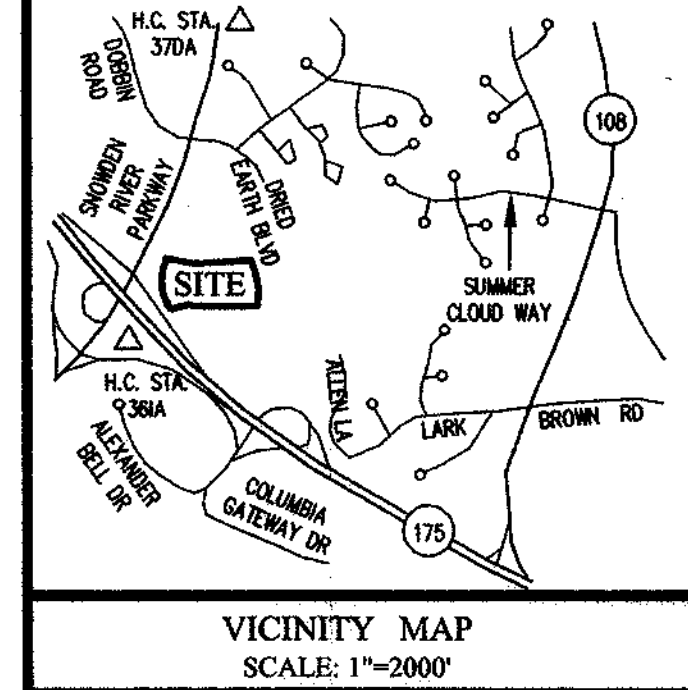 H.C. STA.
37DA
DOBBIN
ROAD
108
SNOWDEN
RIVER
PARKWAY
DRIED
EARTH BLVD
SITE
SUMMER
CLOUD WAY
H.C. STA.
36IA
ALLEN LA
LARK BROWN RD
ALEXANDER
BELL DR
COLUMBIA
GATEWAY DR
175
VICINITY MAP
SCALE: 1"=2000'